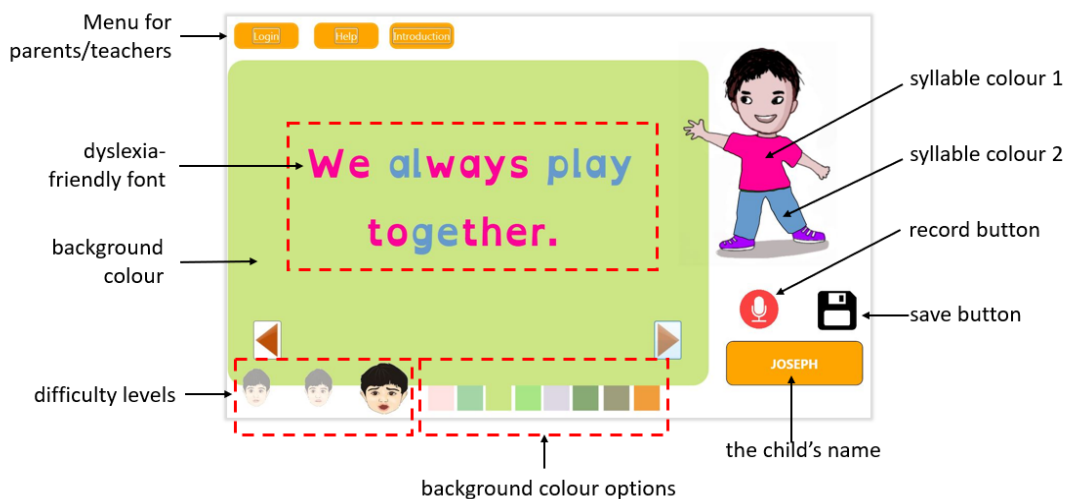 Menu for
parents/teachers
Login
Help
Introduction
syllable colour 1
dyslexia-
friendly font
We always play
together.
syllable colour 2
background
colour
record button
save button
JOSEPH
difficulty levels
the child's name
background colour options